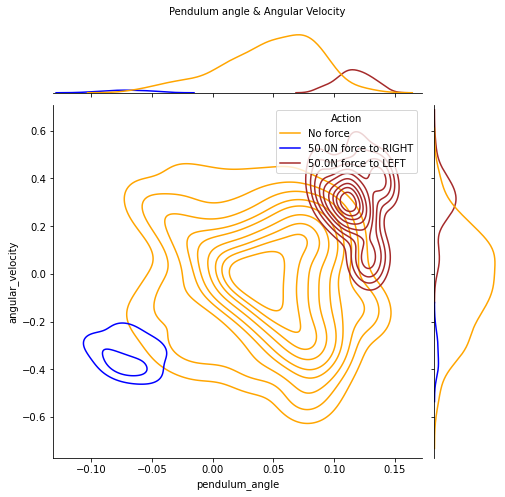 Pendulum angle & Angular Velocity
Action
No force
50.0N force to RIGHT
50.0N force to LEFT
0.6
0.4
0.2
0.0
−0.2
−0.4
−0.6
angular_velocity
−0.10
−0.05
0.00
0.05
0.10
0.15
pendulum_angle